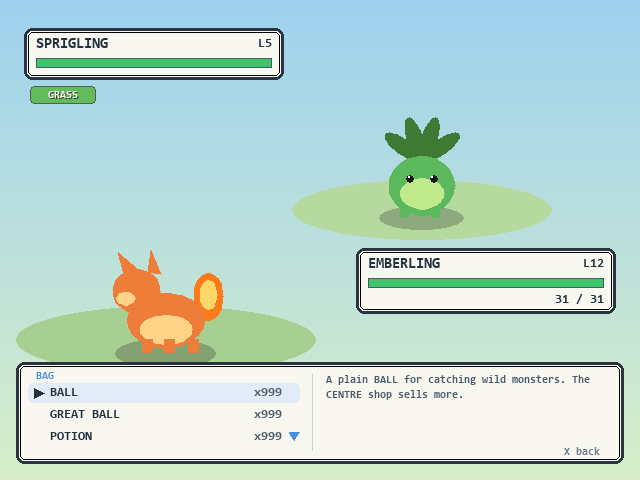 SPRIGLING L5
GRASS
EMBERLING L12
31 / 31
BAG
▶ BALL x999
GREAT BALL x999
POTION x999
A plain BALL for catching wild monsters. The
CENTRE shop sells more.
X back